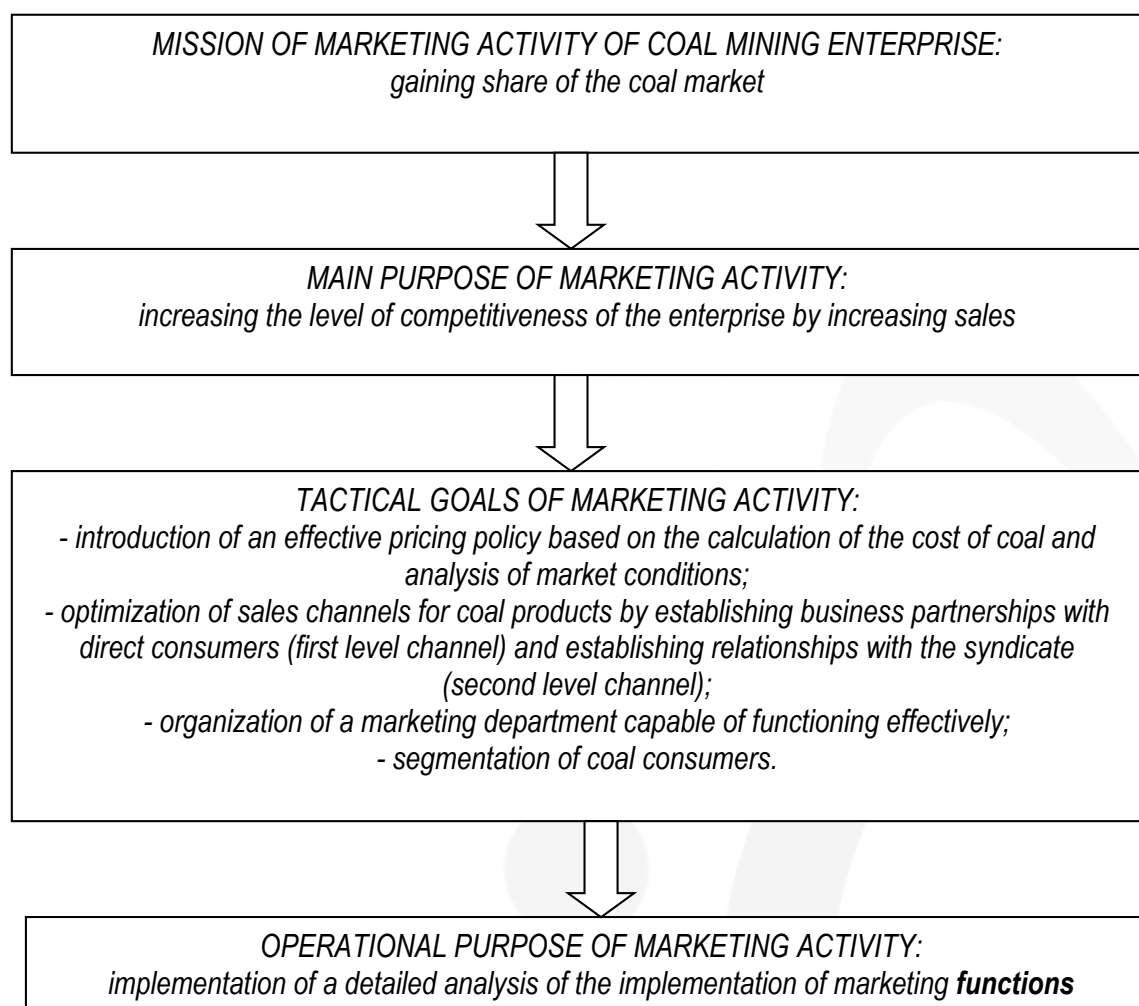 MISSION OF MARKETING ACTIVITY OF COAL MINING ENTERPRISE:
gaining share of the coal market
MAIN PURPOSE OF MARKETING ACTIVITY:
increasing the level of competitiveness of the enterprise by increasing sales
TACTICAL GOALS OF MARKETING ACTIVITY:
- introduction of an effective pricing policy based on the calculation of the cost of coal and
analysis of market conditions;
- optimization of sales channels for coal products by establishing business partnerships with
direct consumers (first level channel) and establishing relationships with the syndicate
(second level channel);
- organization of a marketing department capable of functioning effectively;
- segmentation of coal consumers.
OPERATIONAL PURPOSE OF MARKETING ACTIVITY:
implementation of a detailed analysis of the implementation of marketing functions